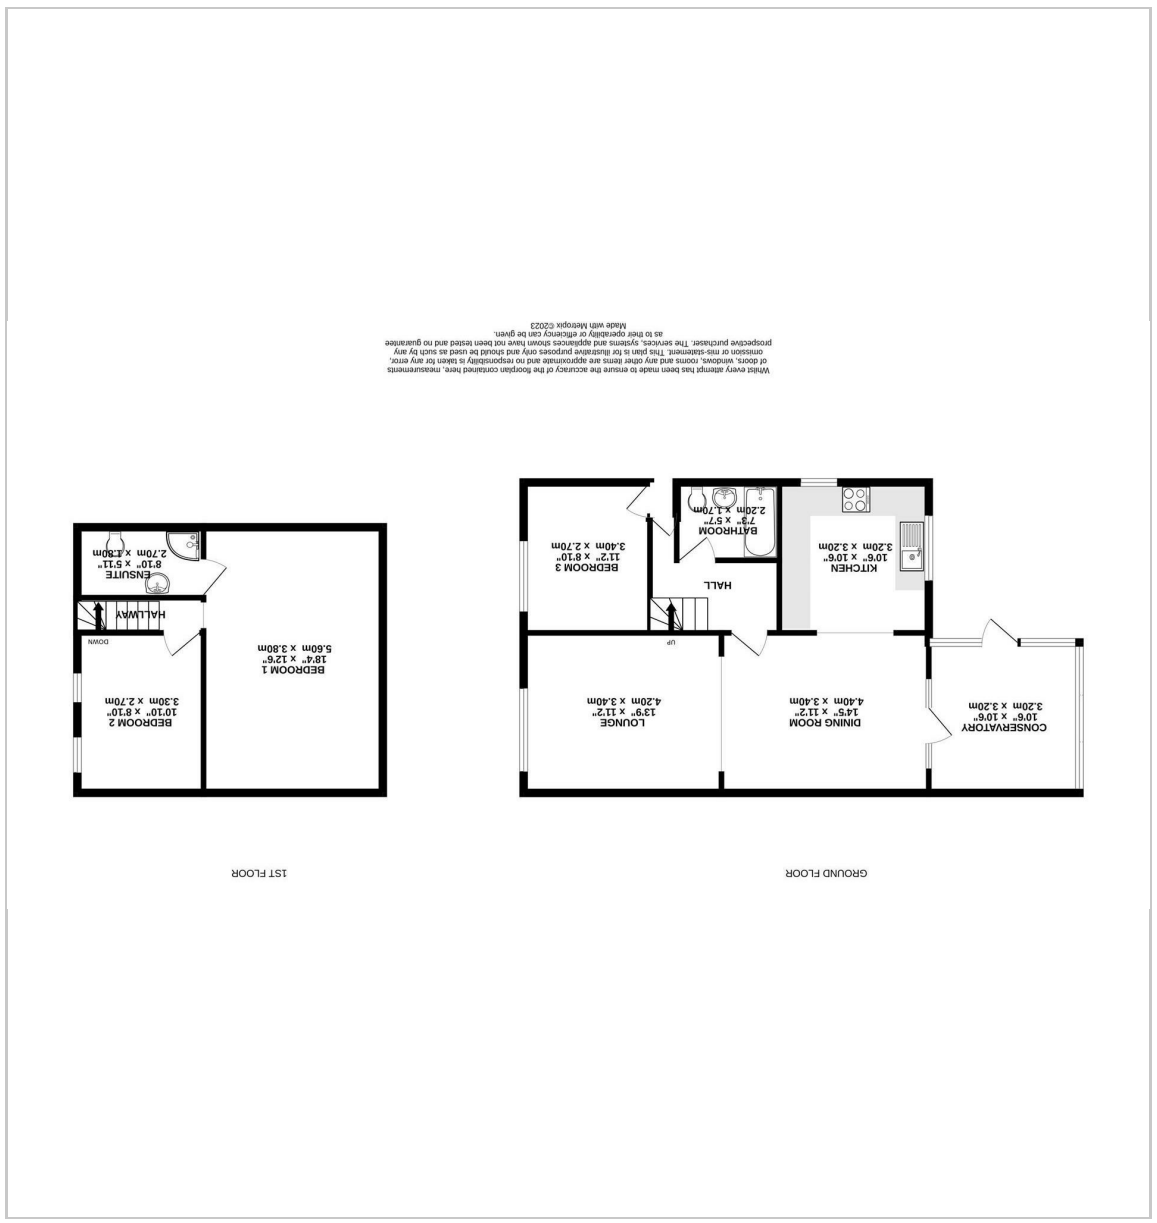 GROUND FLOOR
1ST FLOOR
CONSERVATORY
10'6" x 10'6"
3.20m x 3.20m
DINING ROOM
14'5" x 11'2"
4.40m x 3.40m
LOUNGE
13'9" x 11'2"
4.20m x 3.40m
UP
KITCHEN
10'6" x 10'6"
3.20m x 3.20m
HALL
BATHROOM
7'3" x 5'7"
2.20m x 1.70m
BEDROOM 3
11'2" x 8'10"
3.40m x 2.70m
BEDROOM 1
18'4" x 12'6"
5.60m x 3.80m
BEDROOM 2
10'10" x 8'10"
3.30m x 2.70m
DOWN
HALLWAY
ENSUITE
8'10" x 5'11"
2.70m x 1.80m
Whilst every attempt has been made to ensure the accuracy of the floorplan contained here, measurements
of doors, windows, rooms and any other items are approximate and no responsibility is taken for any error,
omission or mis-statement. This plan is for illustrative purposes only and should be used as such by any
prospective purchaser. The services, systems and appliances shown have not been tested and no guarantee
as to their operability or efficiency can be given.
Made with Metropix ©2023